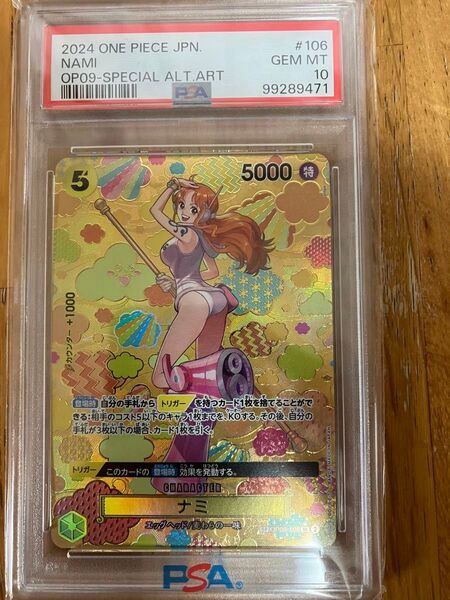 2024 ONE PIECE JPN. #106
NAMI GEM MT
OP09-SPECIAL ALT.ART 10
99289471
PSA
5 5000 特
カウンター +1000
登場時 自分の手札から トリガー を持つカード1枚を捨てることがで
きる：相手のコスト5以下のキャラ1枚までを、KOする。その後、自分の
手札が3枚以下の場合、カード1枚を引く。
トリガー このカードの 登場時 効果を発動する。
CHARACTER
ナミ
エッグヘッド/麦わらの一味
PSA